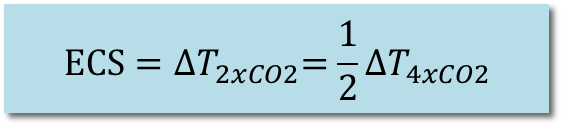 ECS = ΔT₂ₓCO2 = 1/2 ΔT₄ₓCO2